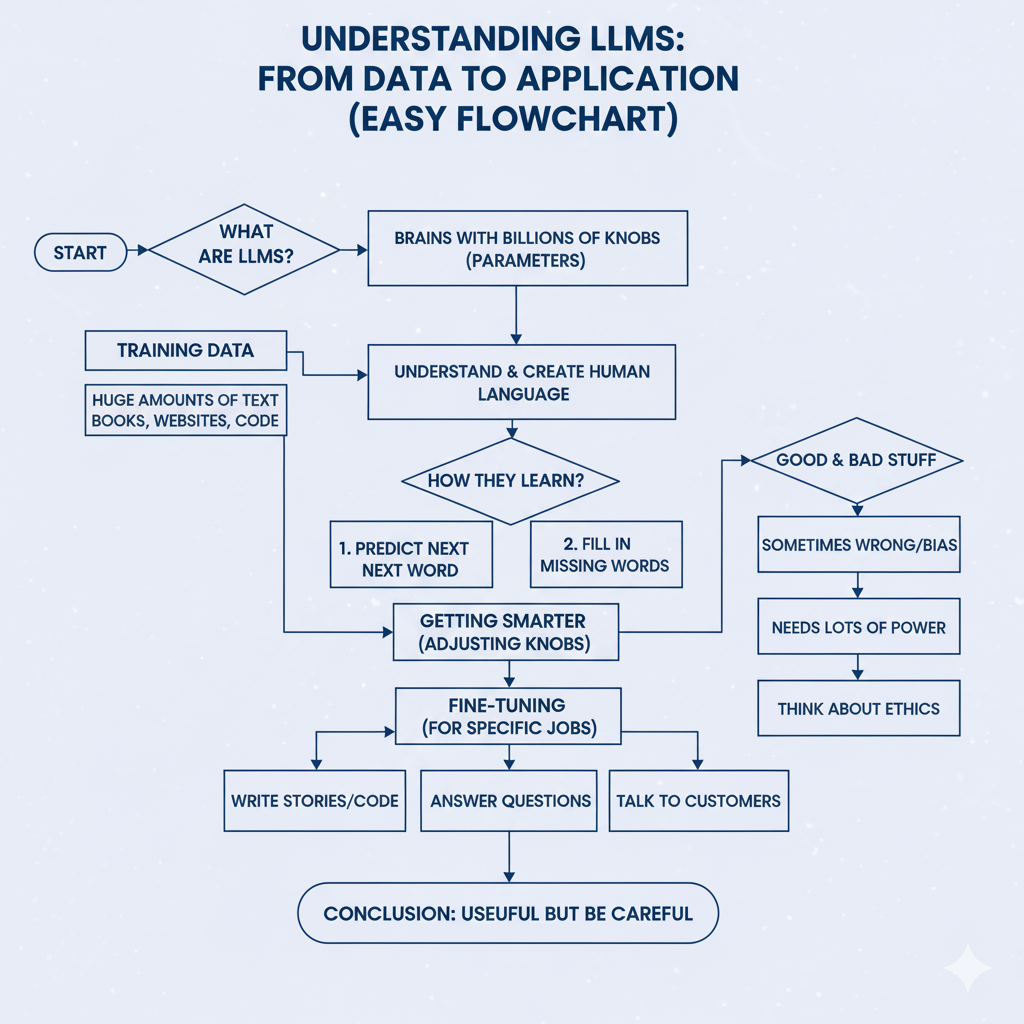 UNDERSTANDING LLMS:
FROM DATA TO APPLICATION
(EASY FLOWCHART)
START
WHAT
ARE LLMS?
BRAINS WITH BILLIONS OF KNOBS
(PARAMETERS)
TRAINING DATA
HUGE AMOUNTS OF TEXT
BOOKS, WEBSITES, CODE
UNDERSTAND & CREATE HUMAN
LANGUAGE
HOW THEY LEARN?
1. PREDICT NEXT
NEXT WORD
2. FILL IN
MISSING WORDS
GETTING SMARTER
(ADJUSTING KNOBS)
GOOD & BAD STUFF
SOMETIMES WRONG/BIAS
NEEDS LOTS OF POWER
THINK ABOUT ETHICS
FINE-TUNING
(FOR SPECIFIC JOBS)
WRITE STORIES/CODE
ANSWER QUESTIONS
TALK TO CUSTOMERS
CONCLUSION: USEUFUL BUT BE CAREFUL